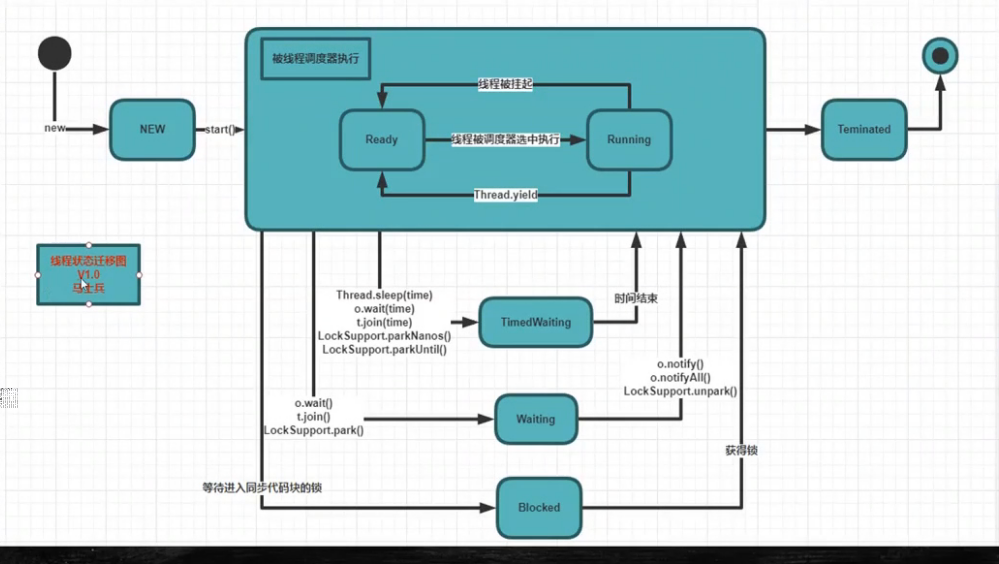 被线程调度器执行
线程被挂起
new
NEW
start()
Ready
线程被调度器选中执行
Running
Teminated
Thread.yield
线程状态迁移图
V1.0
马士兵
Thread.sleep(time)
o.wait(time)
t.join(time)
LockSupport.parkNanos()
LockSupport.parkUntil()
TimedWaiting
时间结束
o.notify()
o.notifyAll()
LockSupport.unpark()
o.wait()
t.join()
LockSupport.park()
Waiting
获得锁
等待进入同步代码块的锁
Blocked